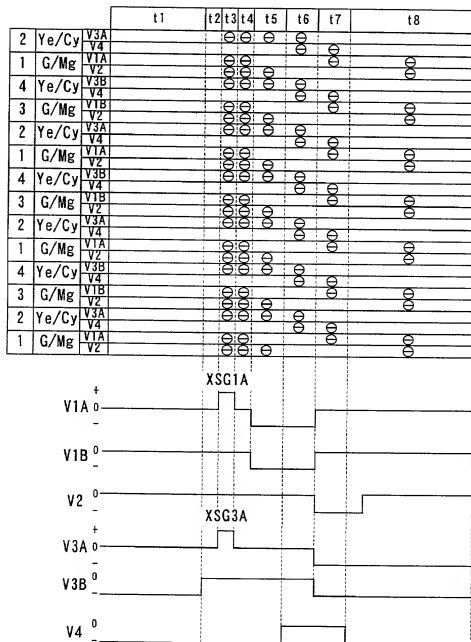 t1 t2 t3 t4 t5 t6 t7 t8
2 Ye/Cy V3A
V4
1 G/Mg V1A
V2
4 Ye/Cy V3B
V4
3 G/Mg V1B
V2
2 Ye/Cy V3A
V4
1 G/Mg V1A
V2
4 Ye/Cy V3B
V4
3 G/Mg V1B
V2
2 Ye/Cy V3A
V4
1 G/Mg V1A
V2
4 Ye/Cy V3B
V4
3 G/Mg V1B
V2
2 Ye/Cy V3A
V4
1 G/Mg V1A
V2
XSG1A
V1A + 0 -
V1B 0 -
V2 0 -
XSG3A
V3A + 0 -
V3B 0 -
V4 0 -